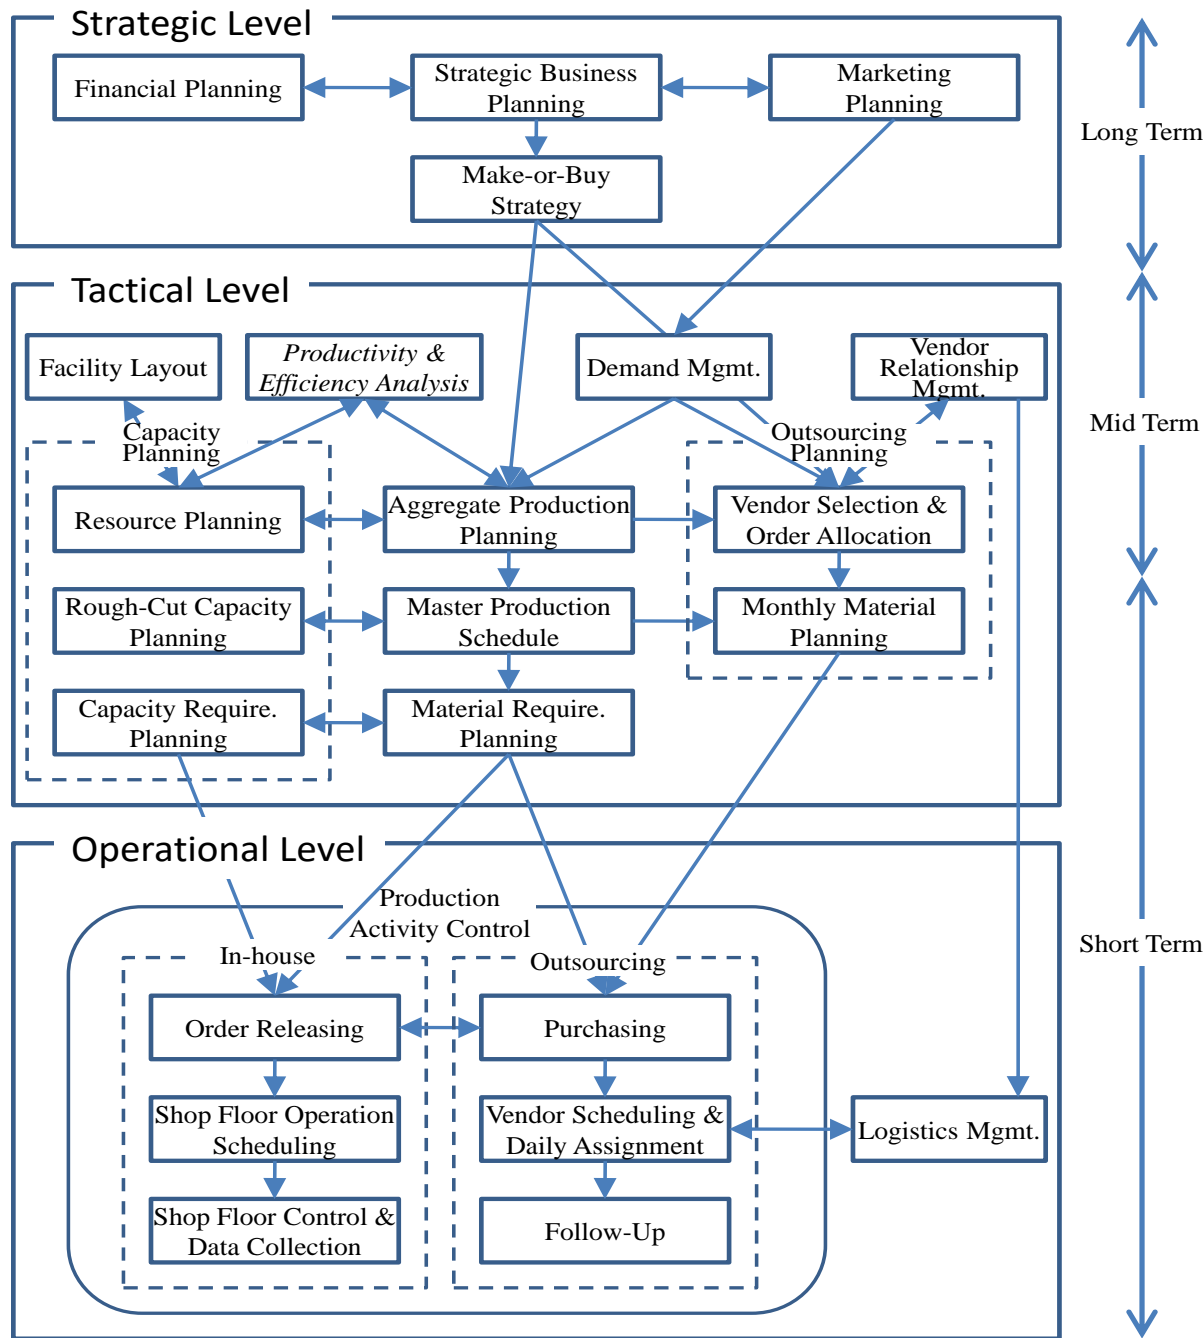 Strategic Level
Financial Planning
Strategic Business
Planning
Marketing
Planning
Make-or-Buy
Strategy
Long Term
Tactical Level
Facility Layout
Productivity &
Efficiency Analysis
Demand Mgmt.
Vendor
Relationship
Mgmt.
Capacity
Planning
Outsourcing
Planning
Mid Term
Resource Planning
Aggregate Production
Planning
Vendor Selection &
Order Allocation
Rough-Cut Capacity
Planning
Master Production
Schedule
Monthly Material
Planning
Capacity Require.
Planning
Material Require.
Planning
Operational Level
Production
Activity Control
In-house
Outsourcing
Short Term
Order Releasing
Purchasing
Shop Floor Operation
Scheduling
Vendor Scheduling &
Daily Assignment
Logistics Mgmt.
Shop Floor Control &
Data Collection
Follow-Up